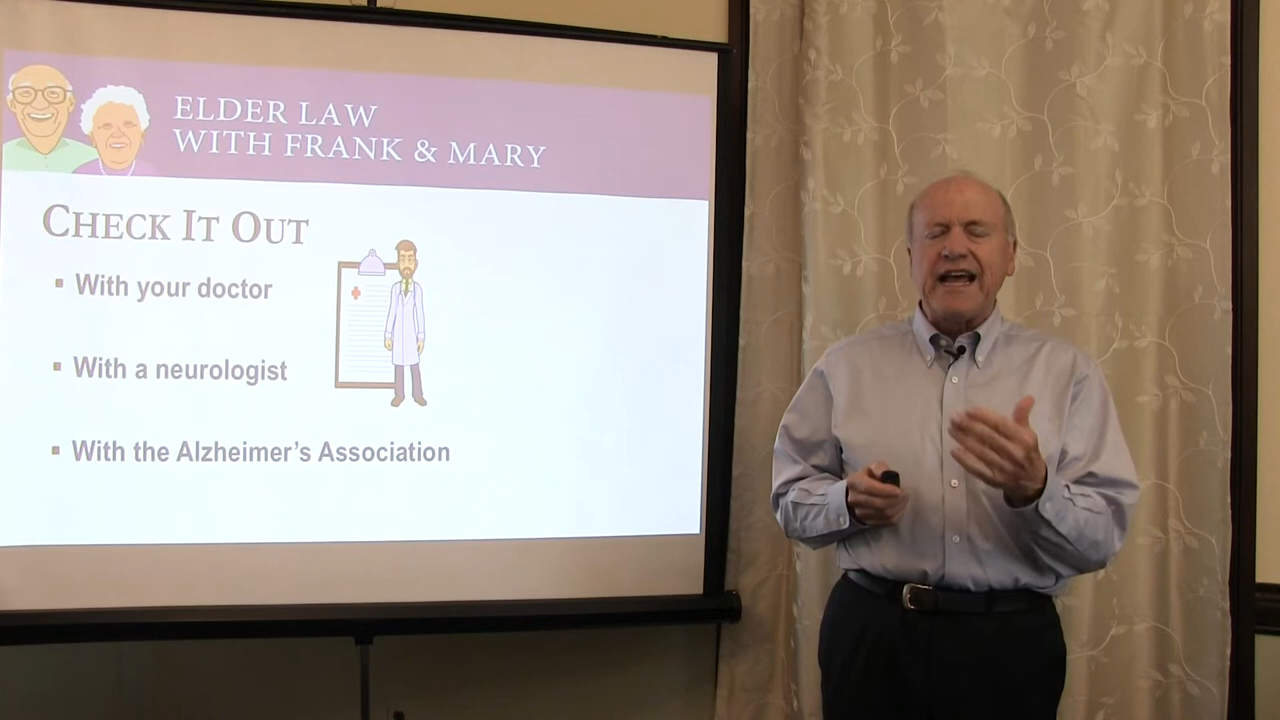 ELDER LAW
WITH FRANK & MARY
CHECK IT OUT
▪ With your doctor
▪ With a neurologist
▪ With the Alzheimer's Association